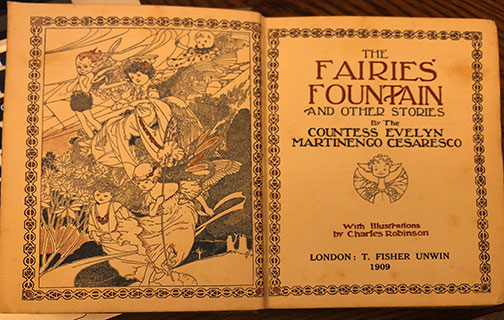 THE
FAIRIES'
FOUNTAIN
AND OTHER STORIES
By The
COUNTESS EVELYN
MARTINENGO CESARESCO
With Illustrations
by Charles Robinson
LONDON: T. FISHER UNWIN
1909